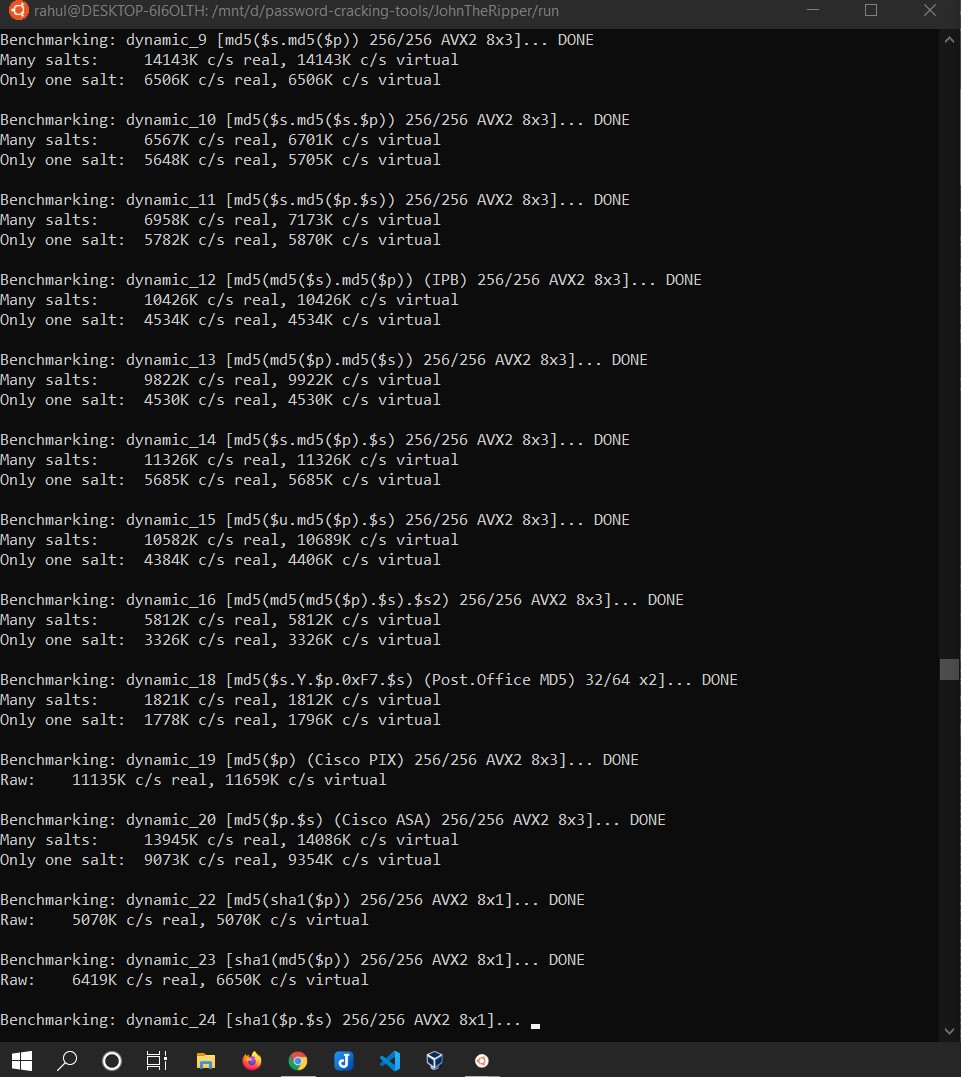 rahul@DESKTOP-6I6OLTH: /mnt/d/password-cracking-tools/JohnTheRipper/run
Benchmarking: dynamic_9 [md5($s.md5($p)) 256/256 AVX2 8x3]... DONE
Many salts:     14143K c/s real, 14143K c/s virtual
Only one salt:  6506K c/s real, 6506K c/s virtual
Benchmarking: dynamic_10 [md5($s.md5($s.$p)) 256/256 AVX2 8x3]... DONE
Many salts:     6567K c/s real, 6701K c/s virtual
Only one salt:  5648K c/s real, 5705K c/s virtual
Benchmarking: dynamic_11 [md5($s.md5($p.$s)) 256/256 AVX2 8x3]... DONE
Many salts:     6958K c/s real, 7173K c/s virtual
Only one salt:  5782K c/s real, 5870K c/s virtual
Benchmarking: dynamic_12 [md5(md5($s).md5($p)) (IPB) 256/256 AVX2 8x3]... DONE
Many salts:     10426K c/s real, 10426K c/s virtual
Only one salt:  4534K c/s real, 4534K c/s virtual
Benchmarking: dynamic_13 [md5(md5($p).md5($s)) 256/256 AVX2 8x3]... DONE
Many salts:     9822K c/s real, 9922K c/s virtual
Only one salt:  4530K c/s real, 4530K c/s virtual
Benchmarking: dynamic_14 [md5($s.md5($p).$s) 256/256 AVX2 8x3]... DONE
Many salts:     11326K c/s real, 11326K c/s virtual
Only one salt:  5685K c/s real, 5685K c/s virtual
Benchmarking: dynamic_15 [md5($u.md5($p).$s) 256/256 AVX2 8x3]... DONE
Many salts:     10582K c/s real, 10689K c/s virtual
Only one salt:  4384K c/s real, 4406K c/s virtual
Benchmarking: dynamic_16 [md5(md5(md5($p).$s).$s2) 256/256 AVX2 8x3]... DONE
Many salts:     5812K c/s real, 5812K c/s virtual
Only one salt:  3326K c/s real, 3326K c/s virtual
Benchmarking: dynamic_18 [md5($s.Y.$p.0xF7.$s) (Post.Office MD5) 32/64 x2]... DONE
Many salts:     1821K c/s real, 1812K c/s virtual
Only one salt:  1778K c/s real, 1796K c/s virtual
Benchmarking: dynamic_19 [md5($p) (Cisco PIX) 256/256 AVX2 8x3]... DONE
Raw:    11135K c/s real, 11659K c/s virtual
Benchmarking: dynamic_20 [md5($p.$s) (Cisco ASA) 256/256 AVX2 8x3]... DONE
Many salts:     13945K c/s real, 14086K c/s virtual
Only one salt:  9073K c/s real, 9354K c/s virtual
Benchmarking: dynamic_22 [md5(sha1($p)) 256/256 AVX2 8x1]... DONE
Raw:    5070K c/s real, 5070K c/s virtual
Benchmarking: dynamic_23 [sha1(md5($p)) 256/256 AVX2 8x1]... DONE
Raw:    6419K c/s real, 6650K c/s virtual
Benchmarking: dynamic_24 [sha1($p.$s) 256/256 AVX2 8x1]...